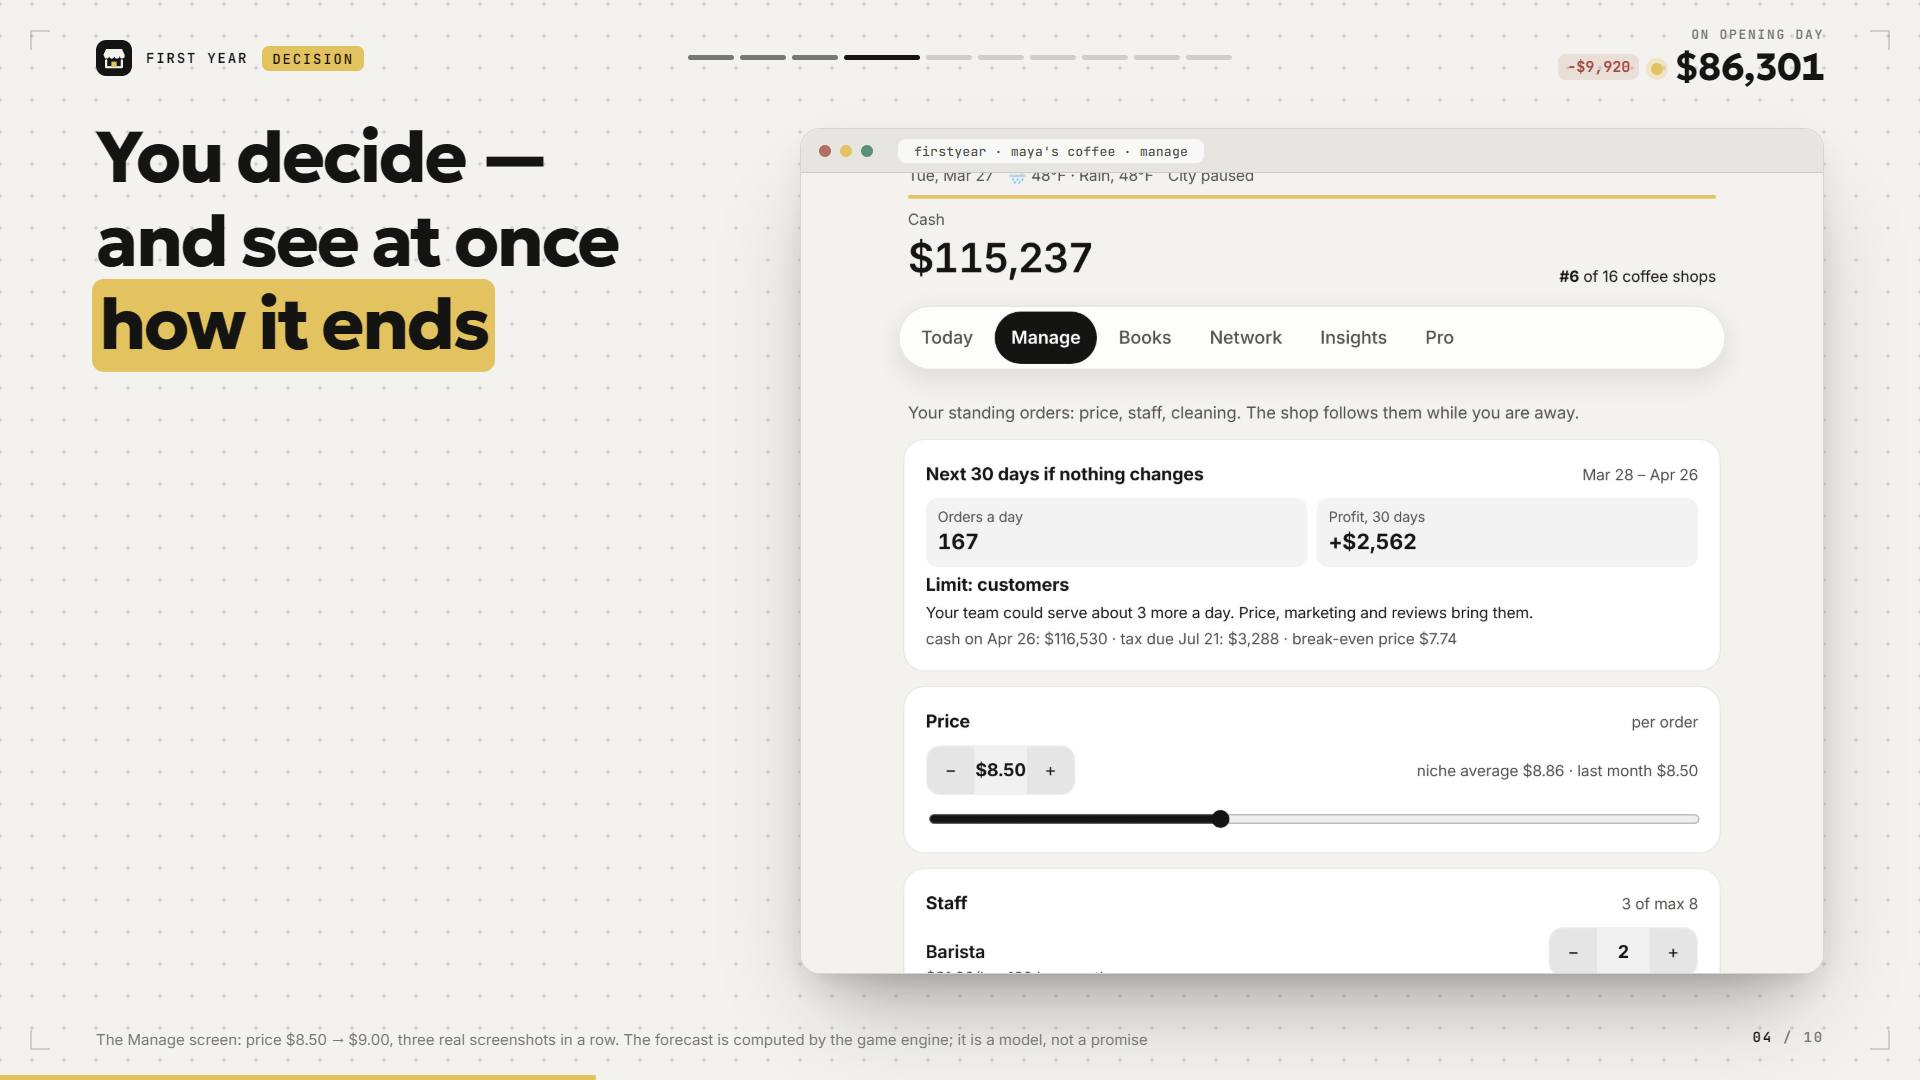 FIRST YEAR
DECISION
ON OPENING DAY
-$9,920
$86,301
You decide —
and see at once
how it ends
firstyear · maya's coffee · manage
Tue, Mar 27 🌧️ 48°F · Rain, 48°F City paused
Cash
$115,237
#6 of 16 coffee shops
Today Manage Books Network Insights Pro
Your standing orders: price, staff, cleaning. The shop follows them while you are away.
Next 30 days if nothing changes
Mar 28 – Apr 26
Orders a day
167
Profit, 30 days
+$2,562
Limit: customers
Your team could serve about 3 more a day. Price, marketing and reviews bring them.
cash on Apr 26: $116,530 · tax due Jul 21: $3,288 · break-even price $7.74
Price
per order
− $8.50 +
niche average $8.86 · last month $8.50
Staff
3 of max 8
Barista
− 2 +
The Manage screen: price $8.50 → $9.00, three real screenshots in a row. The forecast is computed by the game engine; it is a model, not a promise
04 / 10